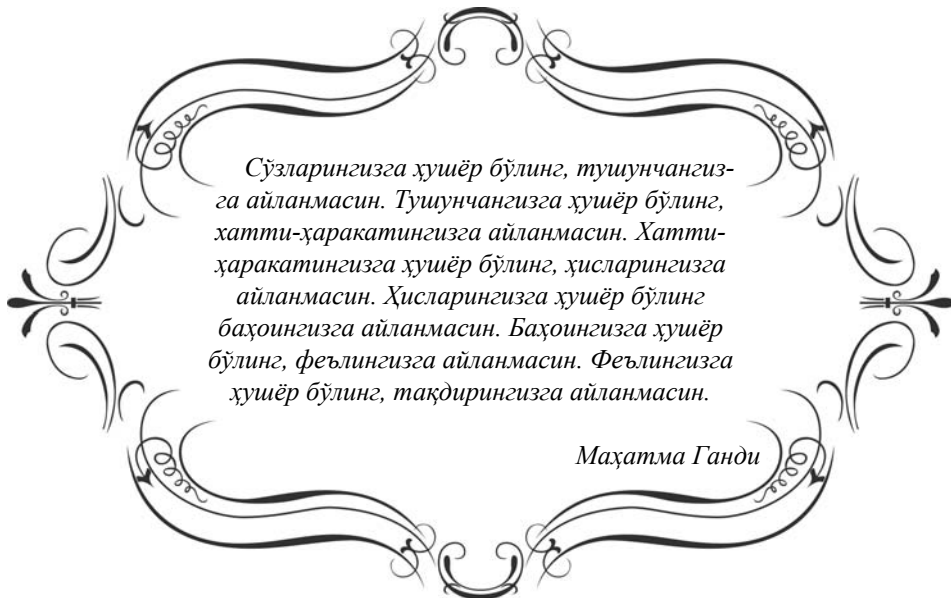 Сўзларингизга ҳушёр бўлинг, тушунчангиз-
га айланмасин. Тушунчангизга ҳушёр бўлинг,
хатти-ҳаракатингизга айланмасин. Хатти-
ҳаракатингизга ҳушёр бўлинг, ҳисларингизга
айланмасин. Ҳисларингизга ҳушёр бўлинг
баҳоингизга айланмасин. Баҳоингизга ҳушёр
бўлинг, феълингизга айланмасин. Феълингизга
ҳушёр бўлинг, тақдирингизга айланмасин.
Маҳатма Ганди